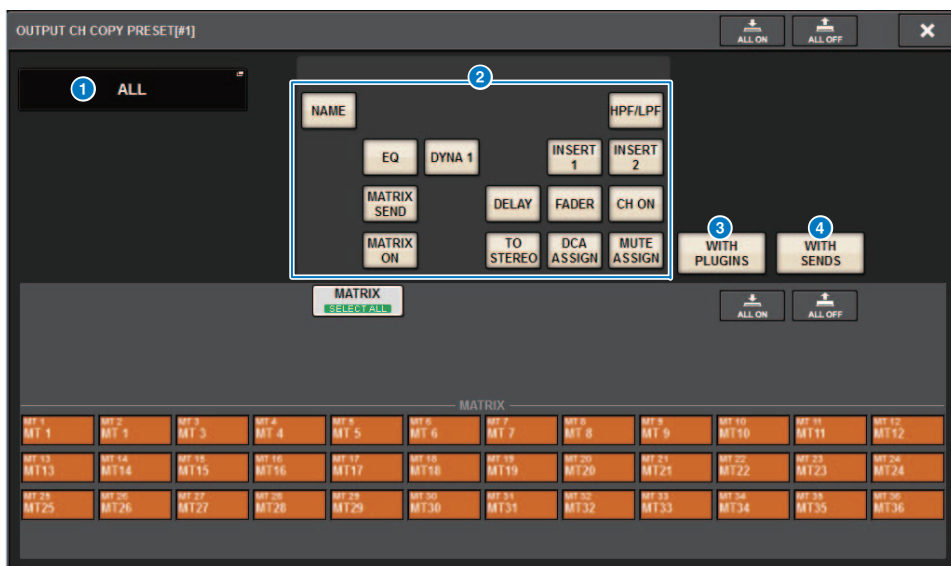 OUTPUT CH COPY PRESET[#1]
ALL ON
ALL OFF
1
ALL
2
NAME
HPF/LPF
EQ
DYNA 1
INSERT 1
INSERT 2
MATRIX SEND
DELAY
FADER
CH ON
MATRIX ON
TO STEREO
DCA ASSIGN
MUTE ASSIGN
3
WITH PLUGINS
4
WITH SENDS
MATRIX
SELECT ALL
ALL ON
ALL OFF
MATRIX
MT 1 MT 2 MT 3 MT 4 MT 5 MT 6 MT 7 MT 8 MT 9 MT 10 MT 11 MT 12
MT 1 MT 1 MT 3 MT 4 MT 5 MT 6 MT 7 MT 8 MT 9 MT10 MT11 MT12
MT 13 MT 14 MT 15 MT 16 MT 17 MT 18 MT 19 MT 20 MT 21 MT 22 MT 23 MT 24
MT13 MT14 MT15 MT16 MT17 MT18 MT19 MT20 MT21 MT22 MT23 MT24
MT 25 MT 26 MT 27 MT 28 MT 29 MT 30 MT 31 MT 32 MT 33 MT 34 MT 35 MT 36
MT25 MT26 MT27 MT28 MT29 MT30 MT31 MT32 MT33 MT34 MT35 MT36